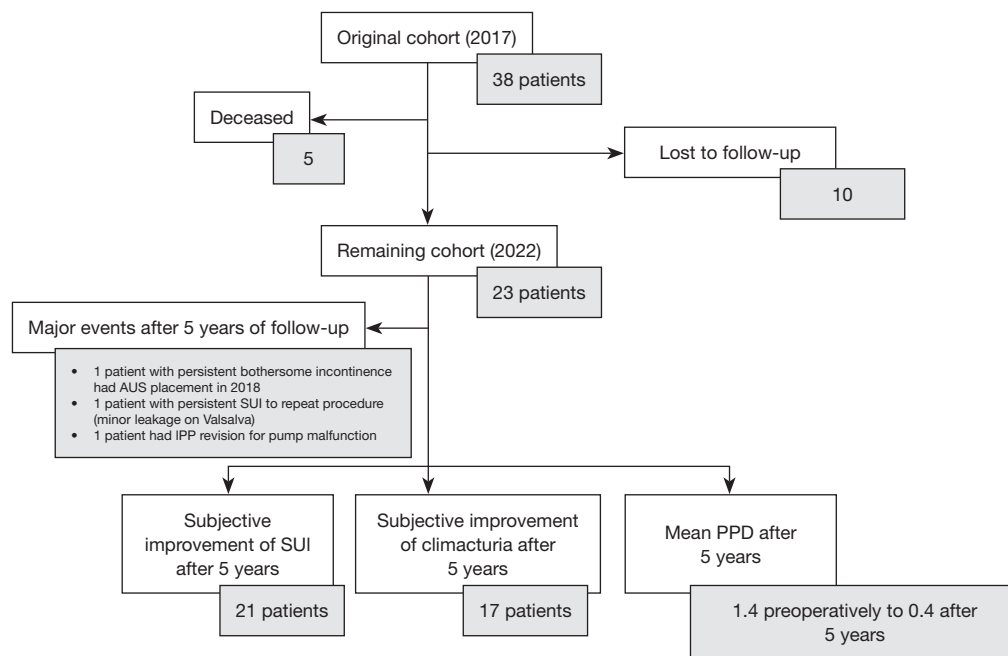 Original cohort (2017)
38 patients
Deceased
5
Lost to follow-up
10
Remaining cohort (2022)
23 patients
Major events after 5 years of follow-up
• 1 patient with persistent bothersome incontinence
had AUS placement in 2018
• 1 patient with persistent SUI to repeat procedure
(minor leakage on Valsalva)
• 1 patient had IPP revision for pump malfunction
Subjective
improvement of SUI
after 5 years
21 patients
Subjective improvement
of climacturia after
5 years
17 patients
Mean PPD after
5 years
1.4 preoperatively to 0.4 after
5 years